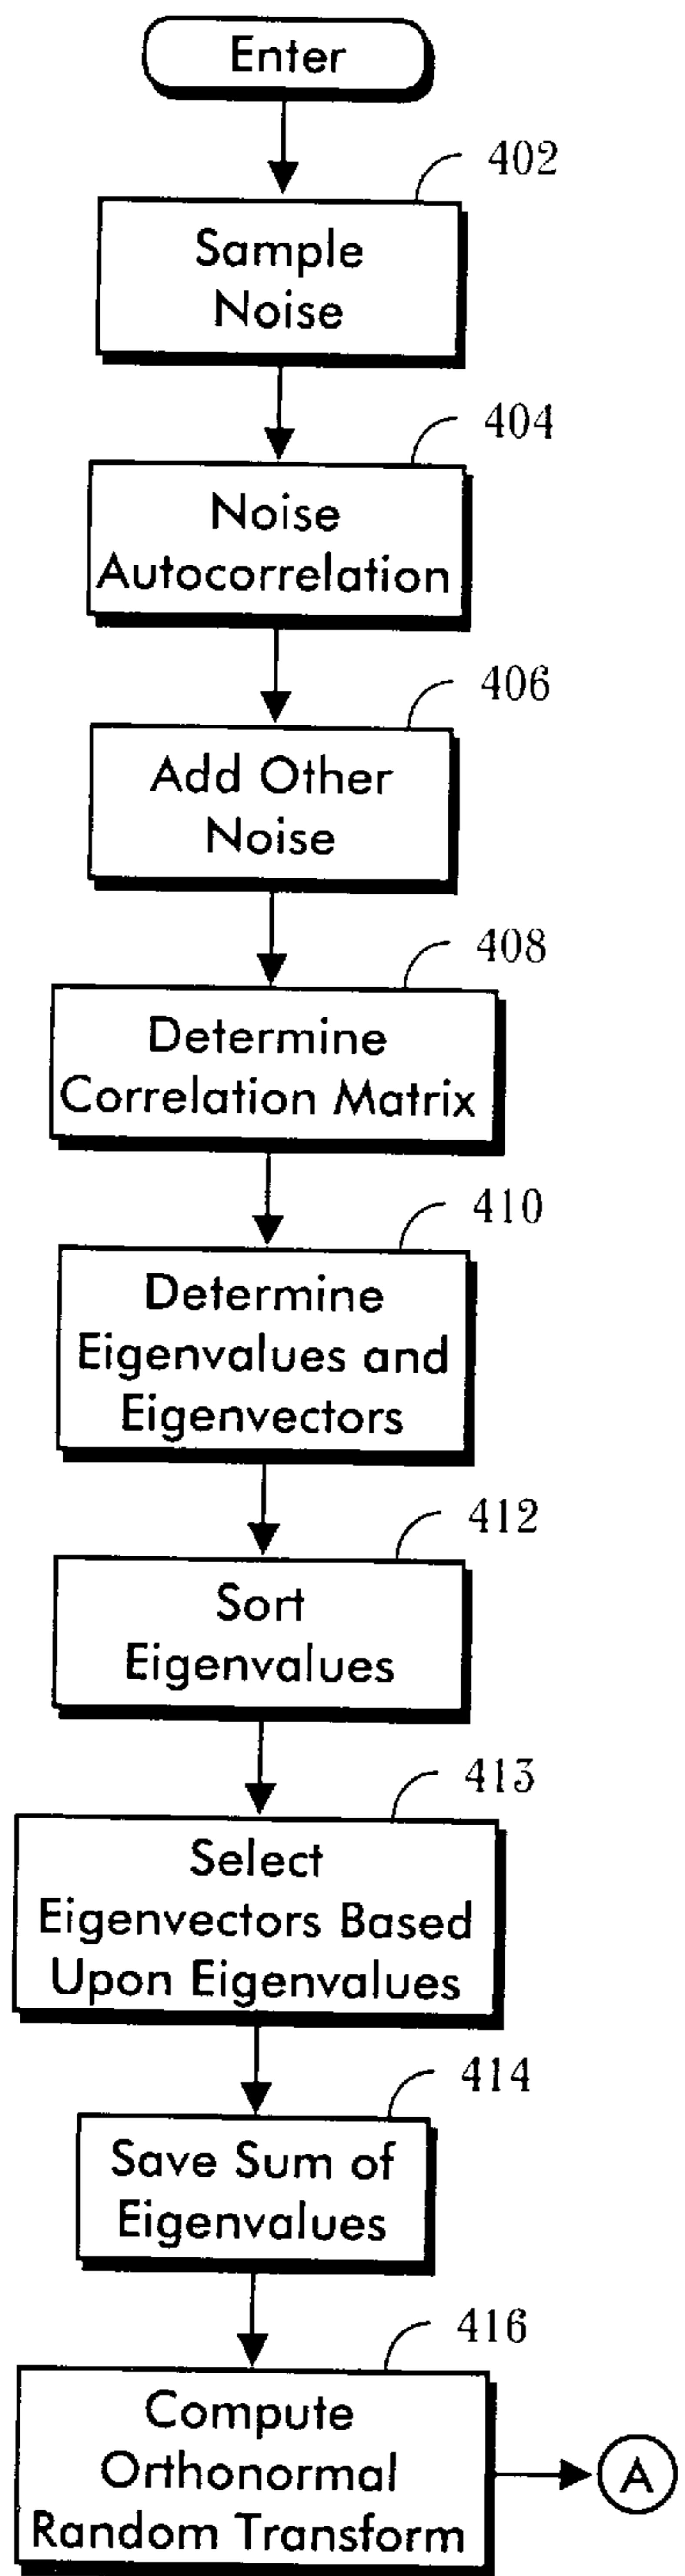 Enter
402
Sample
Noise
404
Noise
Autocorrelation
406
Add Other
Noise
408
Determine
Correlation Matrix
410
Determine
Eigenvalues and
Eigenvectors
412
Sort
Eigenvalues
413
Select
Eigenvectors Based
Upon Eigenvalues
414
Save Sum of
Eigenvalues
416
Compute
Orthonormal
Random Transform
A